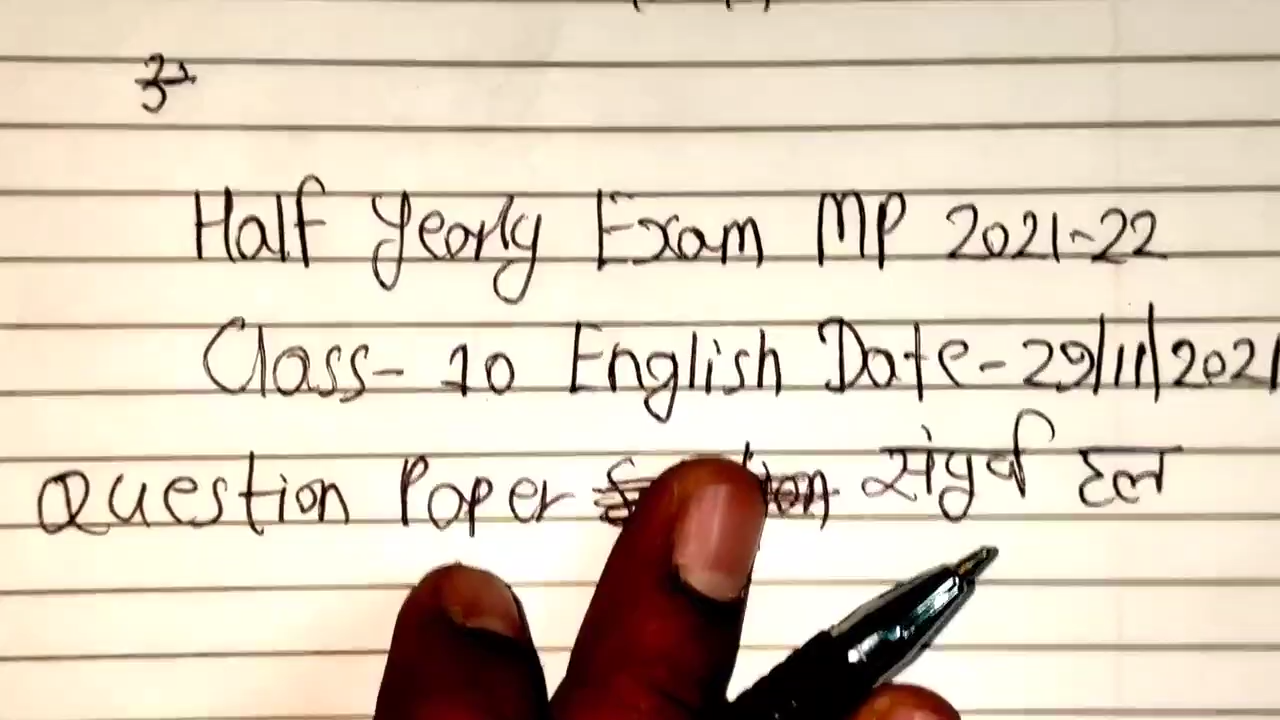 Half Yearly Exam MP 2021-22
Class- 10 English Date-29/11/2021
Question Paper संपुर्ण हल